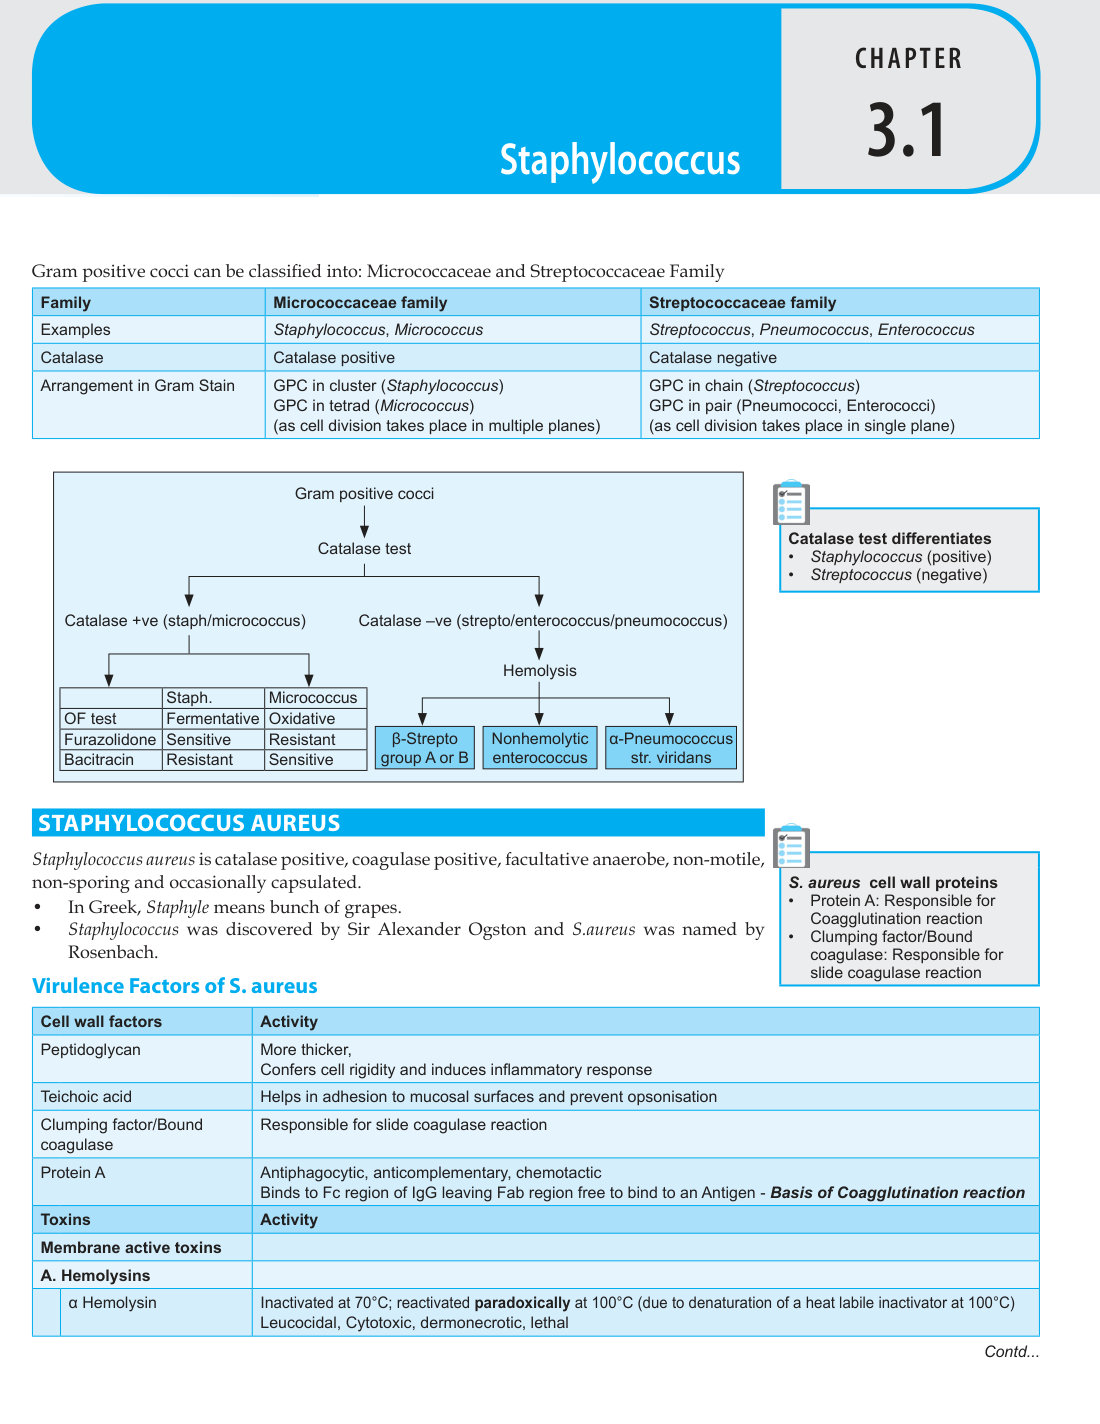 CHAPTER
3.1
Staphylococcus
Gram positive cocci can be classified into: Micrococcaceae and Streptococcaceae Family
Family Micrococcaceae family Streptococcaceae family
Examples Staphylococcus, Micrococcus Streptococcus, Pneumococcus, Enterococcus
Catalase Catalase positive Catalase negative
Arrangement in Gram Stain GPC in cluster (Staphylococcus) GPC in chain (Streptococcus)
GPC in tetrad (Micrococcus) GPC in pair (Pneumococci, Enterococci)
(as cell division takes place in multiple planes) (as cell division takes place in single plane)
Gram positive cocci
Catalase test
Catalase +ve (staph/micrococcus) Catalase –ve (strepto/enterococcus/pneumococcus)
Hemolysis
Staph. Micrococcus
OF test Fermentative Oxidative
Furazolidone Sensitive Resistant
Bacitracin Resistant Sensitive
β-Strepto
group A or B
Nonhemolytic
enterococcus
α-Pneumococcus
str. viridans
Catalase test differentiates
• Staphylococcus (positive)
• Streptococcus (negative)
STAPHYLOCOCCUS AUREUS
Staphylococcus aureus is catalase positive, coagulase positive, facultative anaerobe, non-motile,
non-sporing and occasionally capsulated.
• In Greek, Staphyle means bunch of grapes.
• Staphylococcus was discovered by Sir Alexander Ogston and S.aureus was named by
Rosenbach.
S. aureus cell wall proteins
• Protein A: Responsible for
Coagglutination reaction
• Clumping factor/Bound
coagulase: Responsible for
slide coagulase reaction
Virulence Factors of S. aureus
Cell wall factors Activity
Peptidoglycan More thicker,
Confers cell rigidity and induces inflammatory response
Teichoic acid Helps in adhesion to mucosal surfaces and prevent opsonisation
Clumping factor/Bound Responsible for slide coagulase reaction
coagulase
Protein A Antiphagocytic, anticomplementary, chemotactic
Binds to Fc region of IgG leaving Fab region free to bind to an Antigen - Basis of Coagglutination reaction
Toxins Activity
Membrane active toxins
A. Hemolysins
α Hemolysin Inactivated at 70°C; reactivated paradoxically at 100°C (due to denaturation of a heat labile inactivator at 100°C)
Leucocidal, Cytotoxic, dermonecrotic, lethal
Contd...